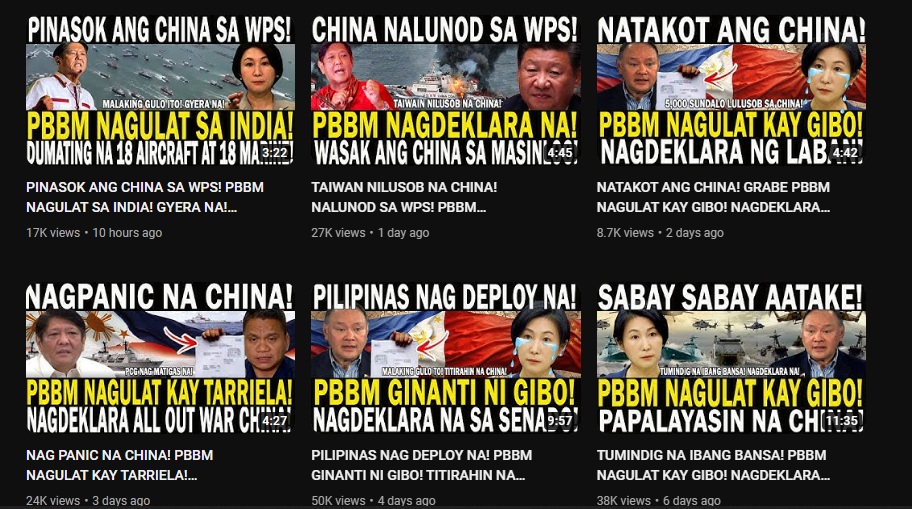 PINASOK ANG CHINA SA WPS!
MALAKING GULO ITO! GYERA NA!
PBBM NAGULAT SA INDIA!
DUMATING NA 18 AIRCRAFT AT 18
3:22
PINASOK ANG CHINA SA WPS! PBBM
NAGULAT SA INDIA! GYERA NA!...
17K views • 10 hours ago
CHINA NALUNOD SA WPS!
TAIWAN NILUSOB NA CHINA!
PBBM NAGDEKLARA NA!
WASAK ANG CHINA SA
4:45
TAIWAN NILUSOB NA CHINA!
NALUNOD SA WPS! PBBM...
27K views • 1 day ago
NATAKOT ANG CHINA!
5,000 SUNDALO LULUSOB SA CHINA!
PBBM NAGULAT KAY GIBO!
NAGDEKLARA NG
4:42
NATAKOT ANG CHINA! GRABE PBBM
NAGULAT KAY GIBO! NAGDEKLARA...
8.7K views • 2 days ago
NAGPANIC NA CHINA!
PCG NAG MATIGAS NA!
PBBM NAGULAT KAY TARRIELA!
NAGDEKLARA ALL OUT WAR
4:27
NAG PANIC NA CHINA! PBBM
NAGULAT KAY TARRIELA!...
24K views • 3 days ago
PILIPINAS NAG DEPLOY NA!
MALAKING GULO TO! TITIRAHIN NA CHINA!
PBBM GINANTI NI GIBO!
NAGDEKLARA NA SA
9:57
PILIPINAS NAG DEPLOY NA! PBBM
GINANTI NI GIBO! TITIRAHIN NA...
50K views • 4 days ago
SABAY SABAY AATAKE!
TUMINDIG NA IBANG BANSA! NAGDEKLARA NA!
PBBM NAGULAT KAY GIBO!
PAPALAYASIN NA
11:35
TUMINDIG NA IBANG BANSA! PBBM
NAGULAT KAY GIBO! NAGDEKLARA...
38K views • 6 days ago